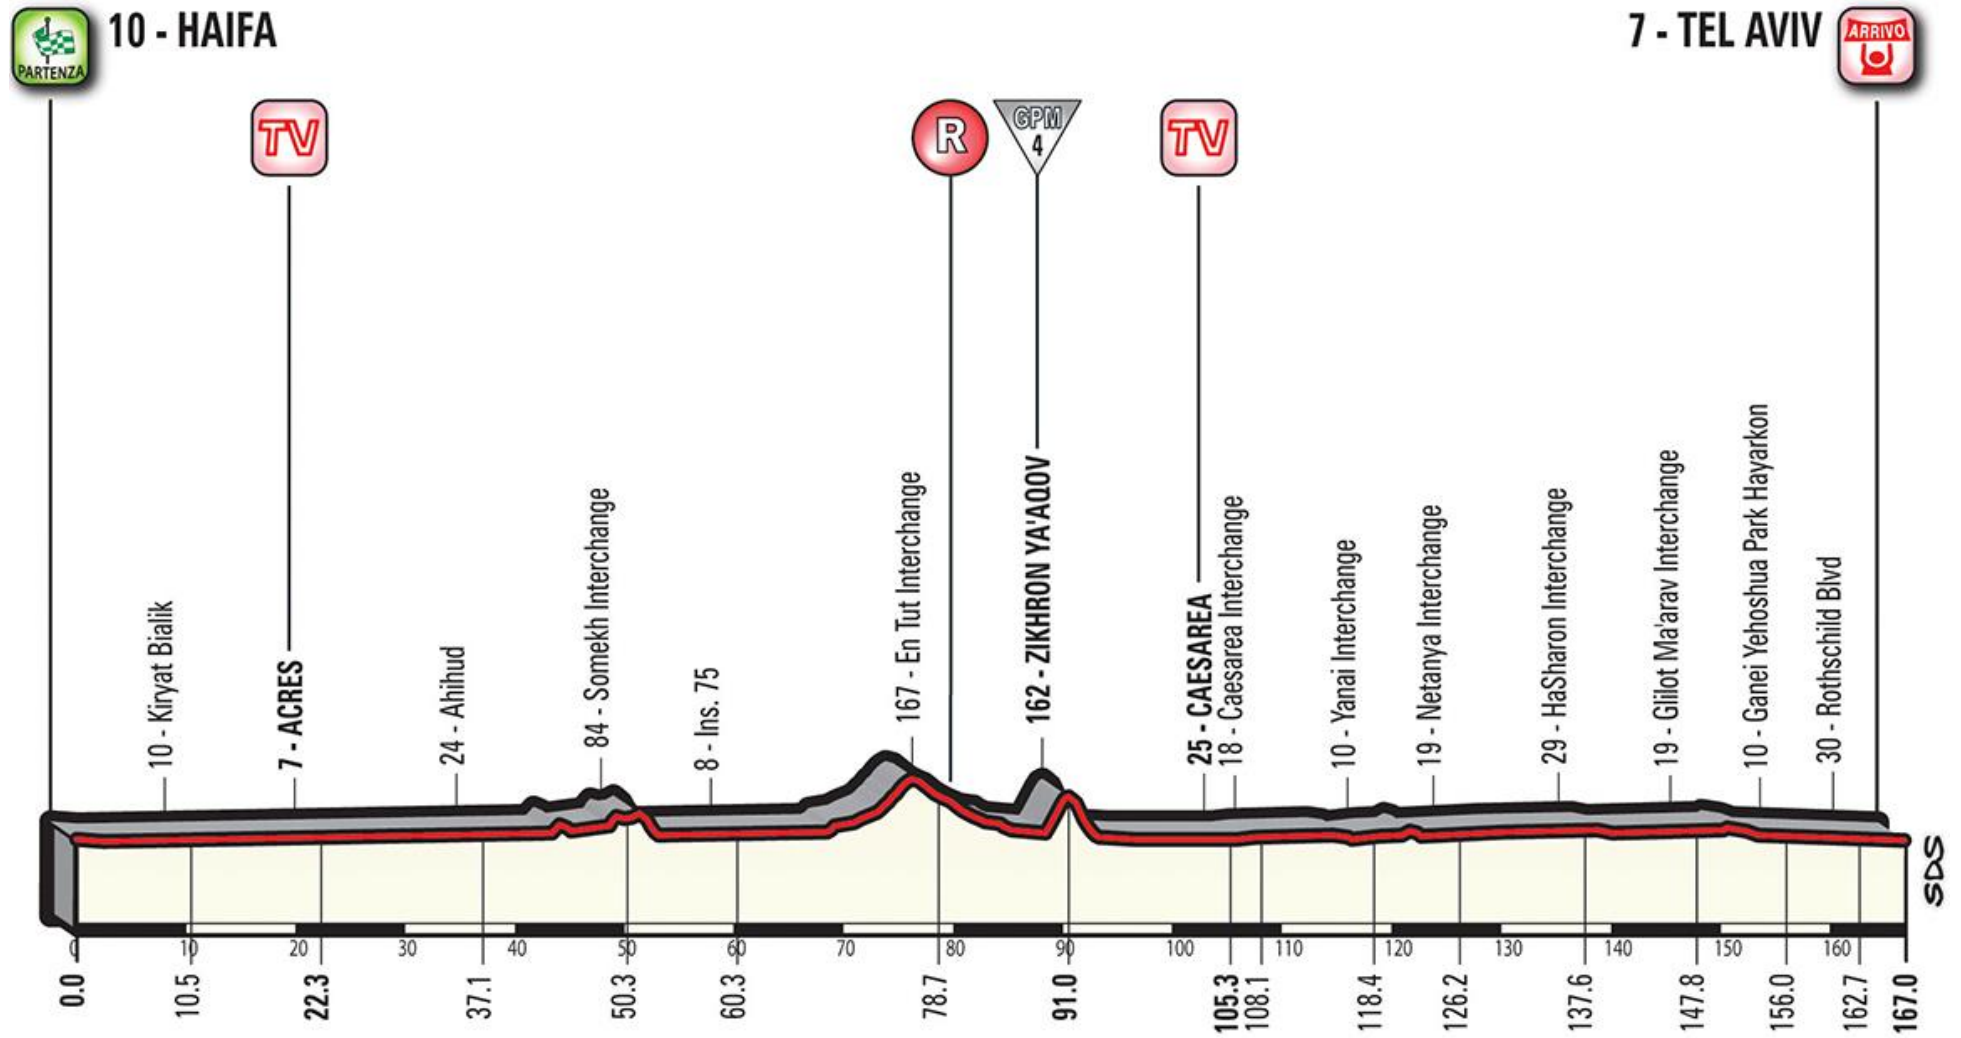 10 - HAIFA
7 - TEL AVIV
PARTENZA
ARRIVO
TV
R
GPM
4
TV
10 - Kiryat Bialik
7 - ACRES
24 - Ahihud
84 - Somekh Interchange
8 - Ins. 75
167 - En Tut Interchange
162 - ZIKHRON YA'AQOV
25 - CAESAREA
18 - Caesarea Interchange
10 - Yanai Interchange
19 - Netanya Interchange
29 - HaSharon Interchange
19 - Glilot Ma'arav Interchange
10 - Ganei Yehoshua Park Hayarkon
30 - Rothschild Blvd
SDS
0 10 20 30 40 50 60 70 80 90 100 110 120 130 140 150 160
0.0 10.5 22.3 37.1 50.3 60.3 78.7 91.0 105.3 108.1 118.4 126.2 137.6 147.8 156.0 162.7 167.0